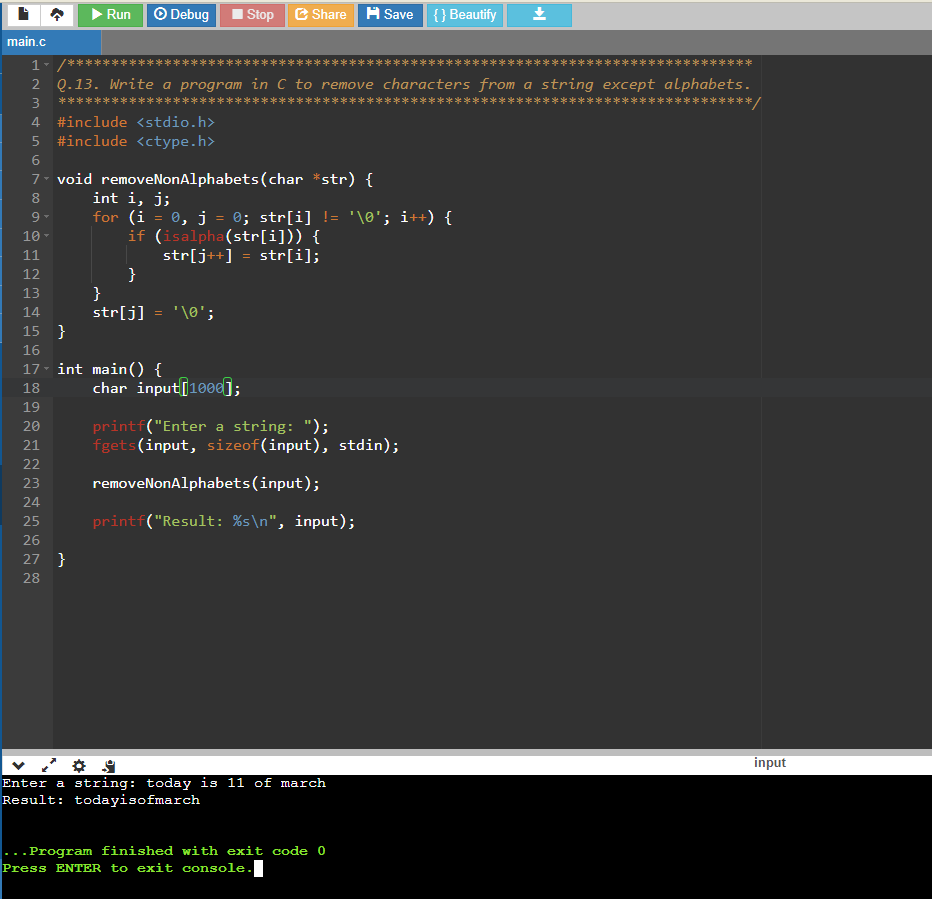 Run Debug Stop Share Save { } Beautify
main.c
1 /******************************************************************************
2 Q.13. Write a program in C to remove characters from a string except alphabets.
3 *******************************************************************************/
4 #include <stdio.h>
5 #include <ctype.h>
6
7 void removeNonAlphabets(char *str) {
8     int i, j;
9     for (i = 0, j = 0; str[i] != '\0'; i++) {
10         if (isalpha(str[i])) {
11             str[j++] = str[i];
12         }
13     }
14     str[j] = '\0';
15 }
16
17 int main() {
18     char input[1000];
19
20     printf("Enter a string: ");
21     fgets(input, sizeof(input), stdin);
22
23     removeNonAlphabets(input);
24
25     printf("Result: %s\n", input);
26
27 }
28
input
Enter a string: today is 11 of march
Result: todayisofmarch
...Program finished with exit code 0
Press ENTER to exit console.